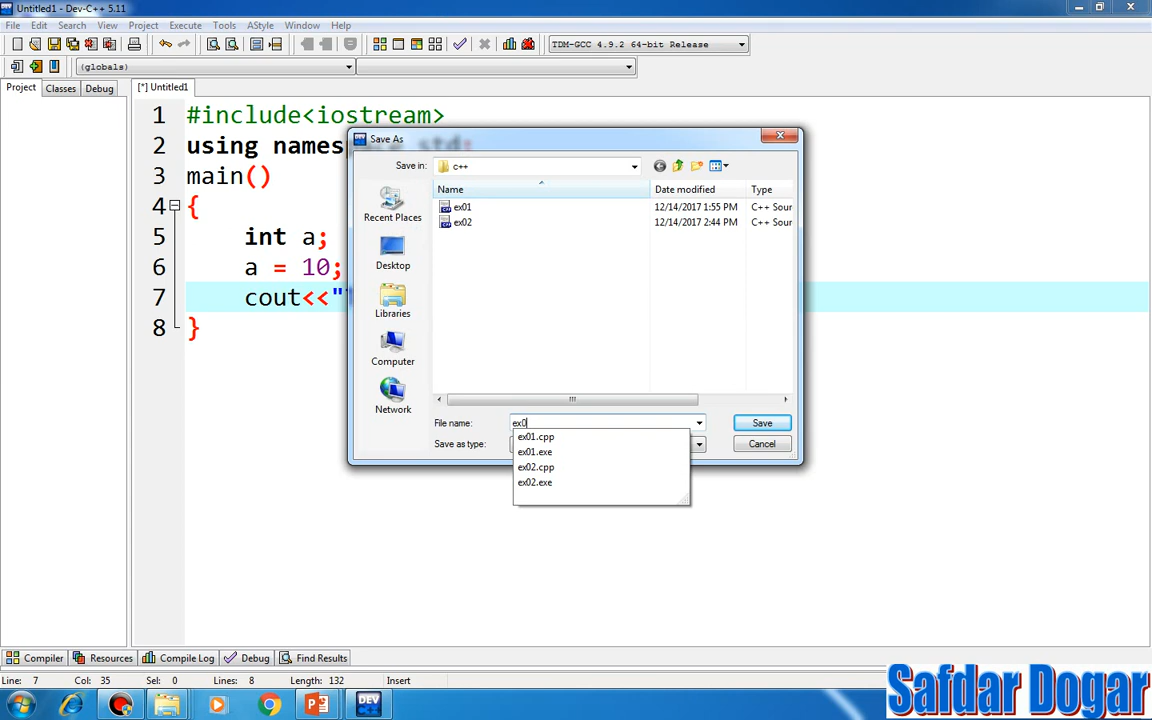 Untitled1 - Dev-C++ 5.11
File Edit Search View Project Execute Tools AStyle Window Help
TDM-GCC 4.9.2 64-bit Release
(globals)
Project Classes Debug
[*] Untitled1
1 #include<iostream>
2 using namespace std:
3 main()
4 {
5 int a;
6 a = 10;
7 cout<<"
8 }
Save As
Save in: c++
Name Date modified Type
ex01 12/14/2017 1:55 PM C++ Sour
ex02 12/14/2017 2:44 PM C++ Sour
Recent Places
Desktop
Libraries
Computer
Network
File name: ex0
Save
Save as type:
Cancel
ex01.cpp
ex01.exe
ex02.cpp
ex02.exe
Compiler Resources Compile Log Debug Find Results
Line: 7 Col: 35 Sel: 0 Lines: 8 Length: 132 Insert
DEV C++
Safdar Dogar